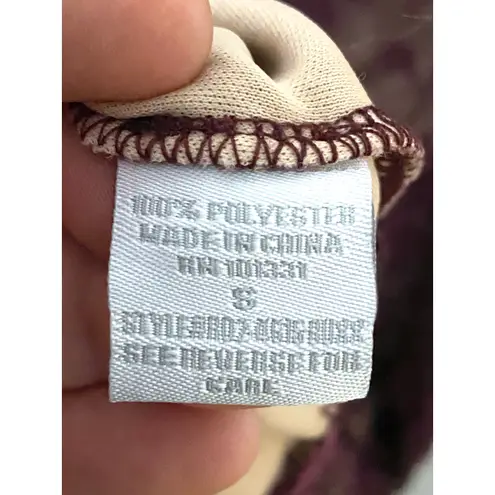 100% POLYESTER
MADE IN CHINA
RN 101331
S
SEE REVERSE FOR
CARE